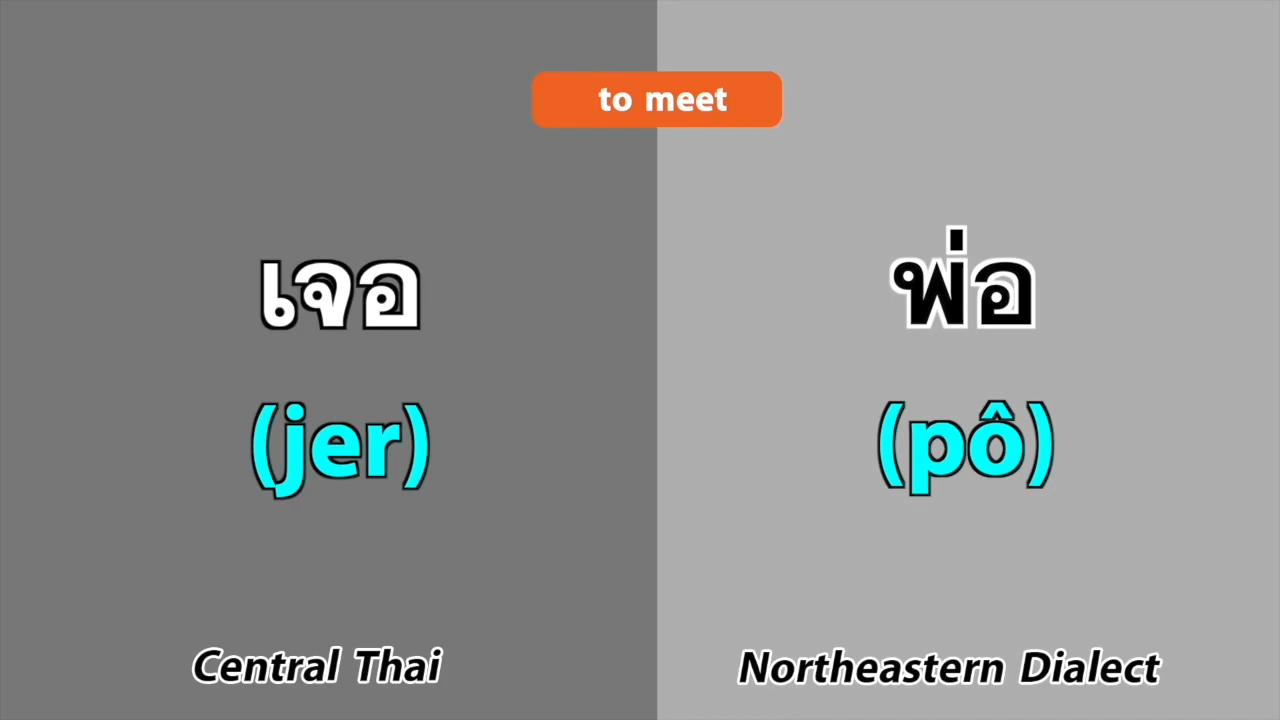 to meet
เจอ
พ่อ
(jer)
(pô)
Central Thai
Northeastern Dialect